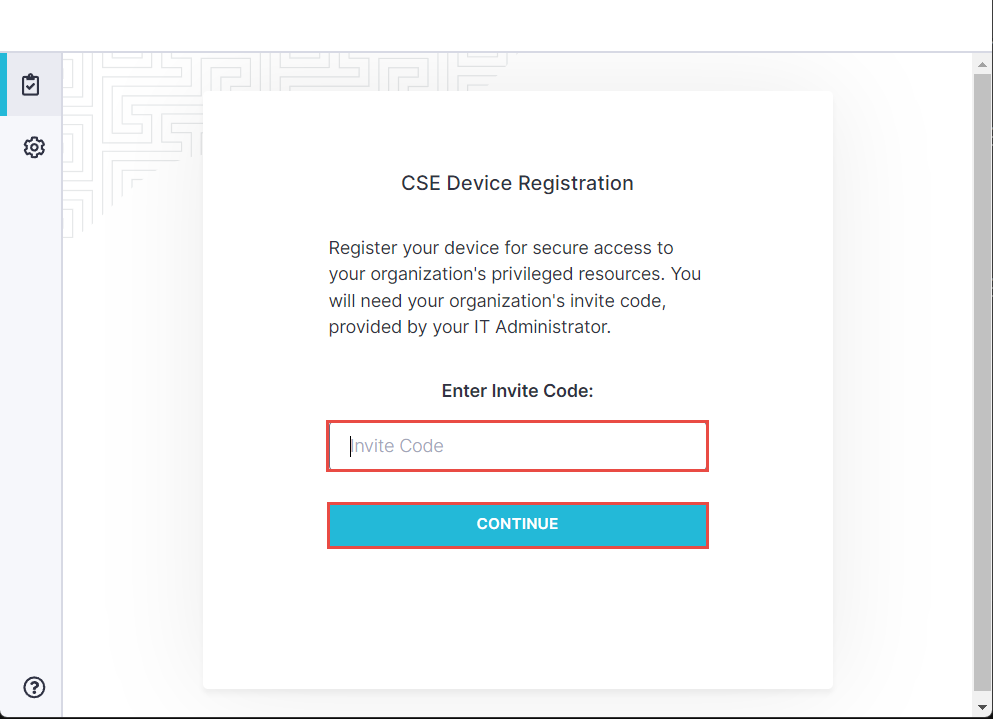 CSE Device Registration
Register your device for secure access to
your organization's privileged resources. You
will need your organization's invite code,
provided by your IT Administrator.
Enter Invite Code:
Invite Code
CONTINUE
?